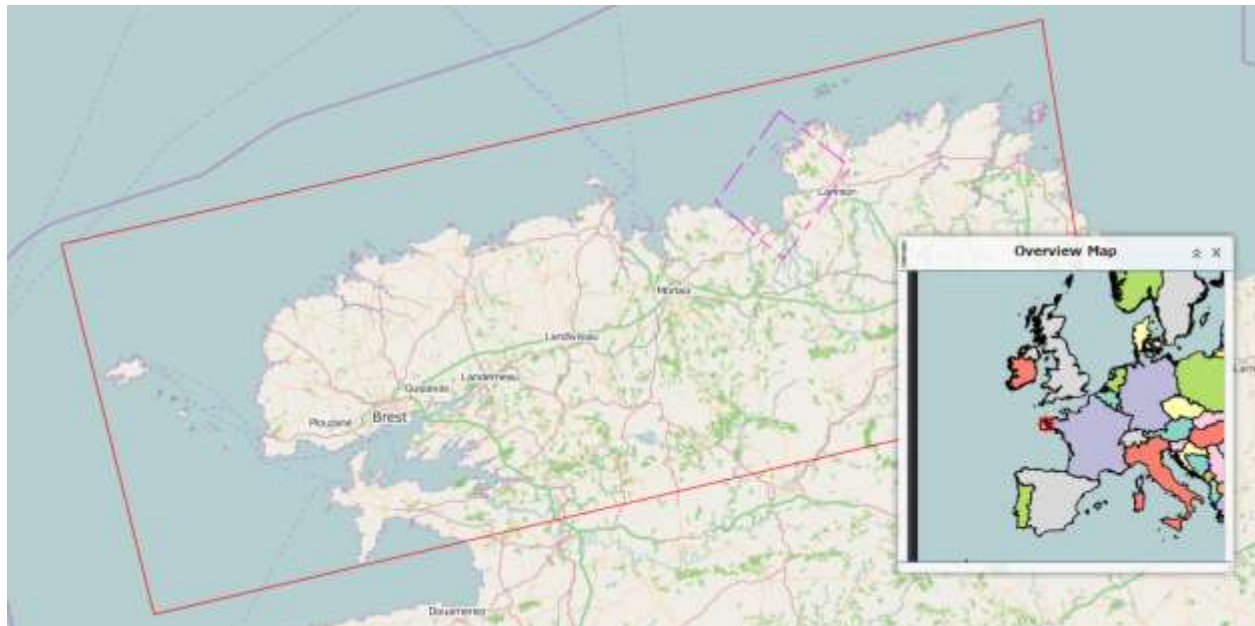 Lannion
Overview Map
Morlaix
Landivisiau
Landerneau
Guipavas
Brest
Plouzané
Douarnenez